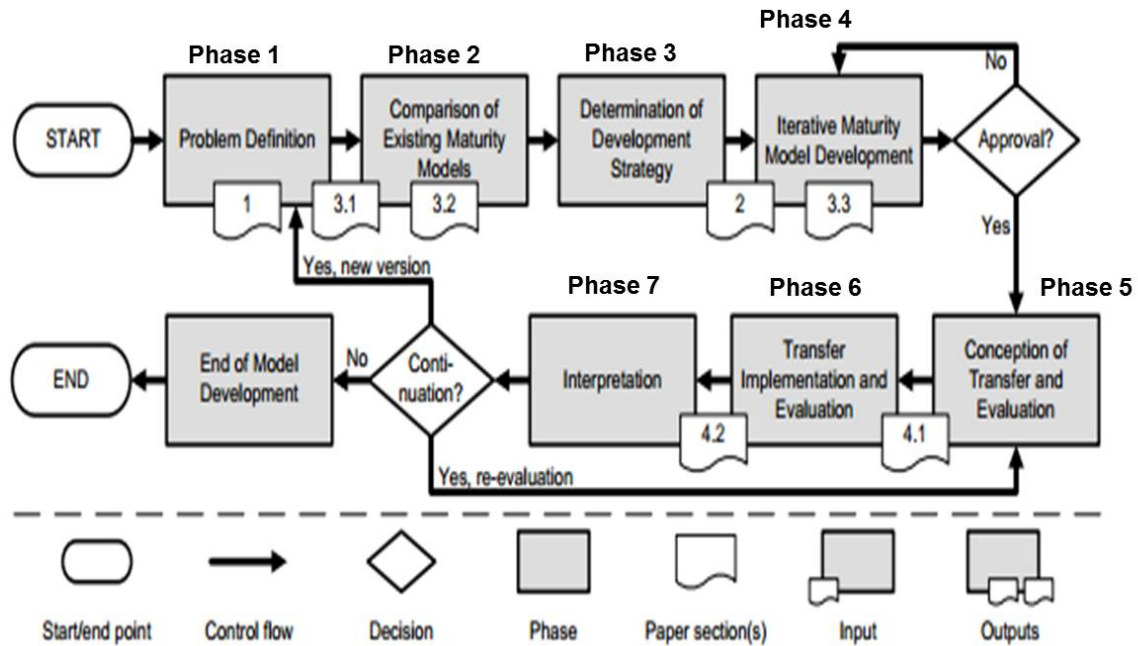 Phase 4
Phase 1
Phase 2
Phase 3
No
START
Problem Definition
Comparison of
Existing Maturity
Models
Determination of
Development
Strategy
Iterative Maturity
Model Development
Approval?
1
3.1
3.2
2
3.3
Yes
Yes, new version
Phase 7
Phase 6
Phase 5
END
End of Model
Development
No
Conti-
nuation?
Interpretation
Transfer
Implementation and
Evaluation
Conception of
Transfer and
Evaluation
4.2
4.1
Yes, re-evaluation
Start/end point
Control flow
Decision
Phase
Paper section(s)
Input
Outputs